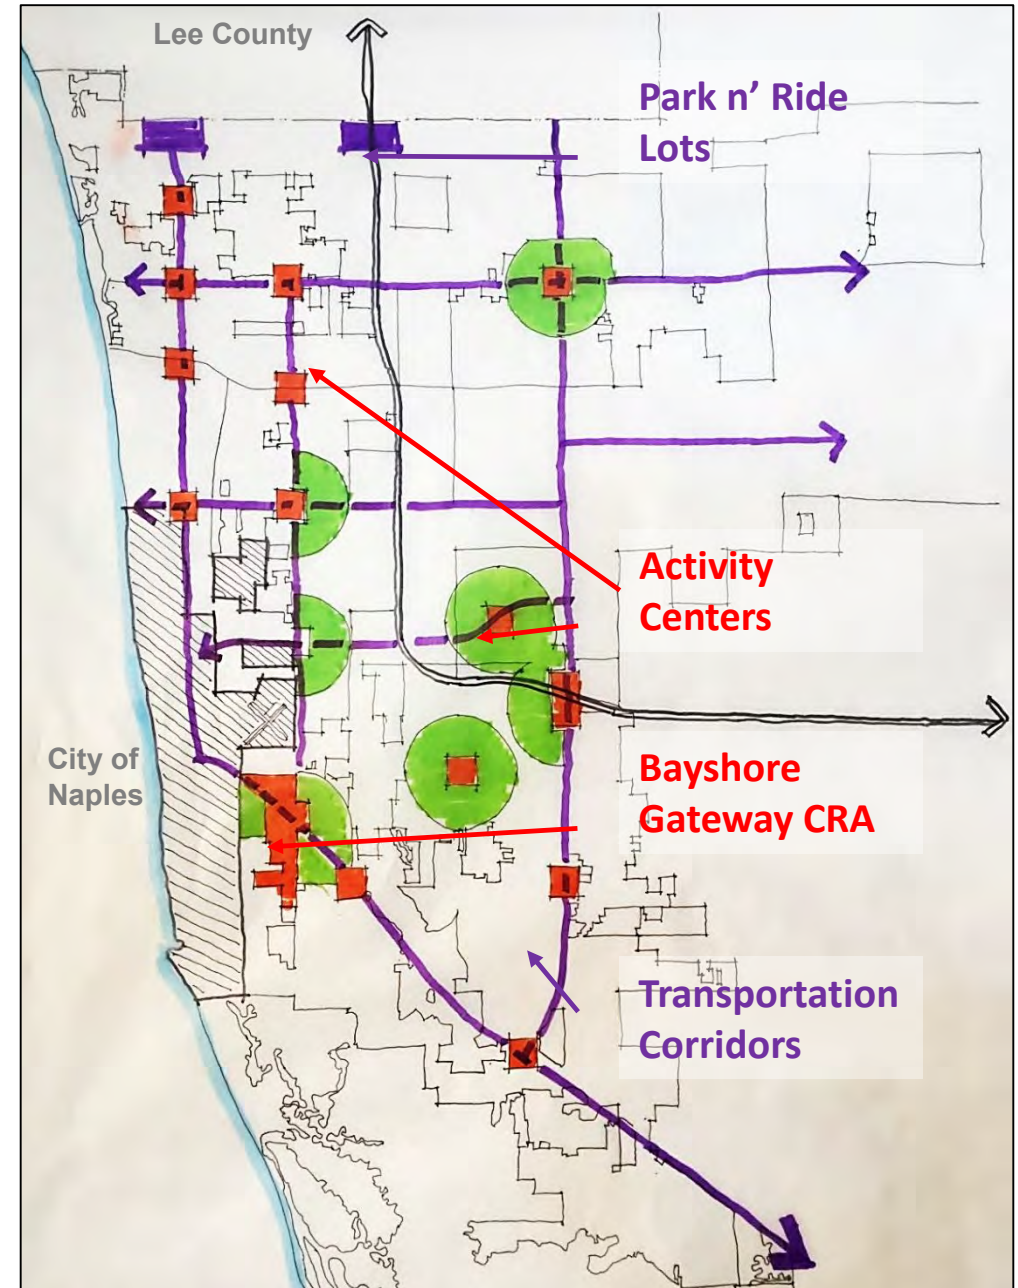 Lee County
Park n’ Ride
Lots
Activity
Centers
City of
Naples
Bayshore
Gateway CRA
Transportation
Corridors